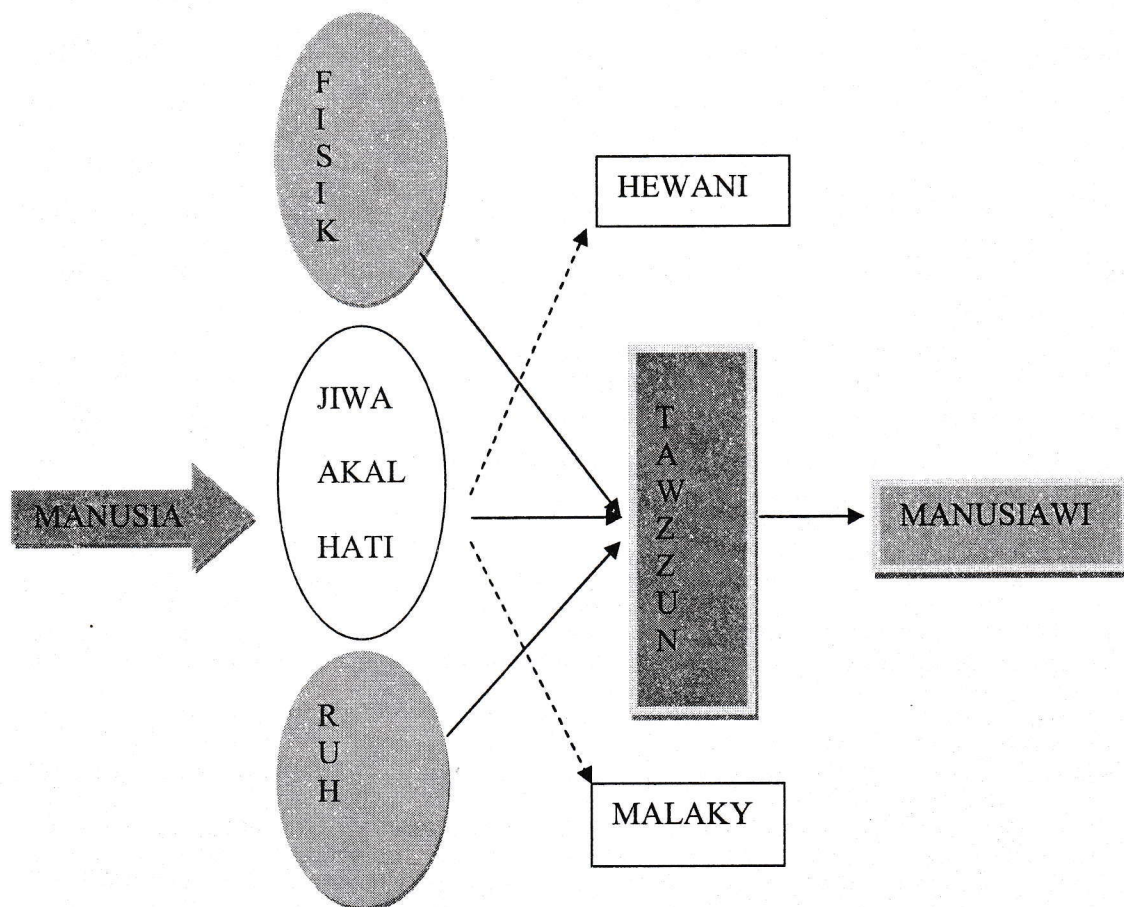 FISIK
HEWANI
JIWA
AKAL
HATI
MANUSIA
TAWZZUN
MANUSIAWI
RUH
MALAKY